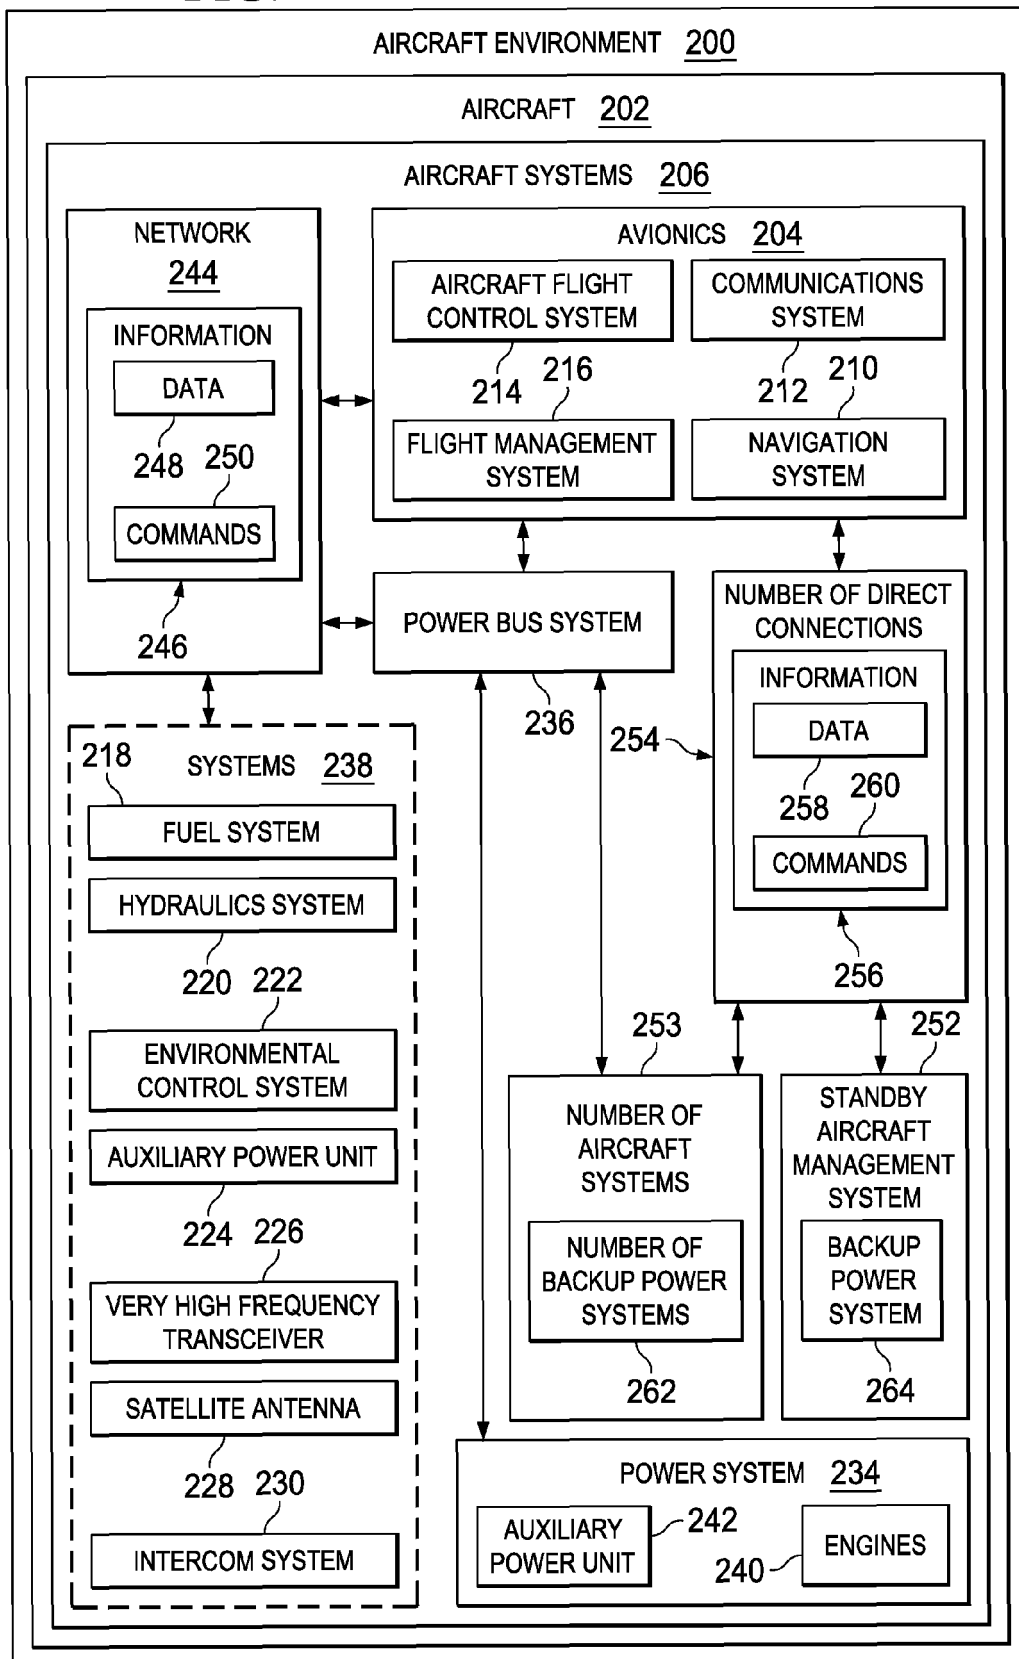 AIRCRAFT ENVIRONMENT 200
AIRCRAFT 202
AIRCRAFT SYSTEMS 206
NETWORK
244
INFORMATION
DATA
248
250
COMMANDS
246
AVIONICS 204
AIRCRAFT FLIGHT
CONTROL SYSTEM
214
216
FLIGHT MANAGEMENT
SYSTEM
COMMUNICATIONS
SYSTEM
212
210
NAVIGATION
SYSTEM
POWER BUS SYSTEM
236
NUMBER OF DIRECT
CONNECTIONS
INFORMATION
254
DATA
258
260
COMMANDS
256
SYSTEMS 238
218
FUEL SYSTEM
HYDRAULICS SYSTEM
220
222
ENVIRONMENTAL
CONTROL SYSTEM
AUXILIARY POWER UNIT
224
226
VERY HIGH FREQUENCY
TRANSCEIVER
SATELLITE ANTENNA
228
230
INTERCOM SYSTEM
253
NUMBER OF
AIRCRAFT
SYSTEMS
NUMBER OF
BACKUP POWER
SYSTEMS
262
252
STANDBY
AIRCRAFT
MANAGEMENT
SYSTEM
BACKUP
POWER
SYSTEM
264
POWER SYSTEM 234
AUXILIARY
POWER UNIT
242
240
ENGINES